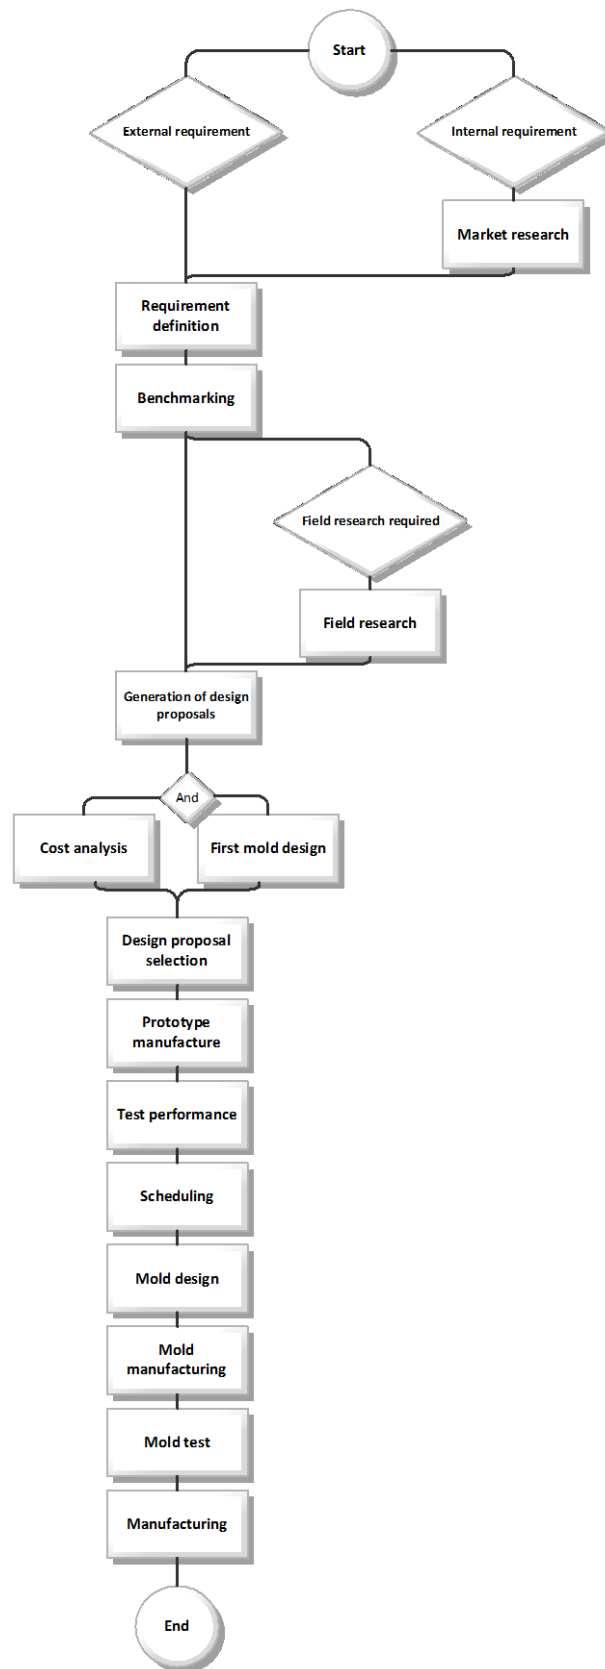 Start
External requirement
Internal requirement
Market research
Requirement
definition
Benchmarking
Field research required
Field research
Generation of design
proposals
And
Cost analysis
First mold design
Design proposal
selection
Prototype
manufacture
Test performance
Scheduling
Mold design
Mold
manufacturing
Mold test
Manufacturing
End